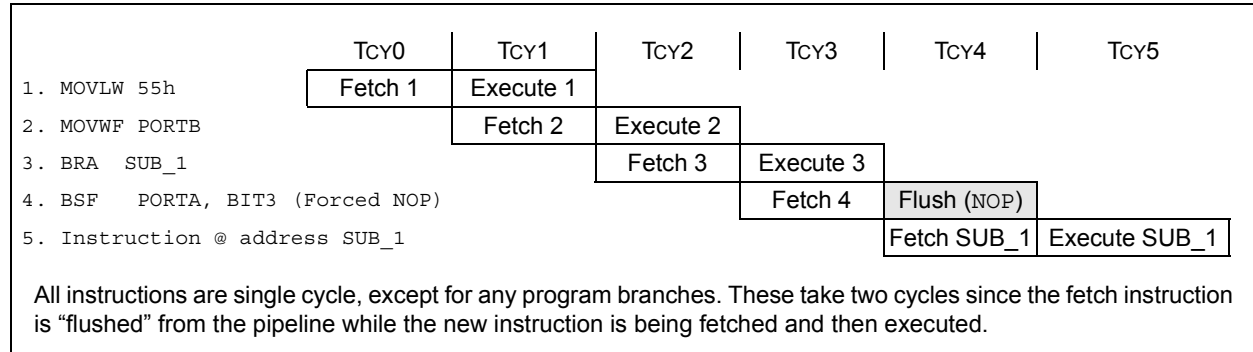 TCY0 TCY1 TCY2 TCY3 TCY4 TCY5
1. MOVLW 55h Fetch 1 Execute 1
2. MOVWF PORTB Fetch 2 Execute 2
3. BRA SUB_1 Fetch 3 Execute 3
4. BSF PORTA, BIT3 (Forced NOP) Fetch 4 Flush (NOP)
5. Instruction @ address SUB_1 Fetch SUB_1 Execute SUB_1
All instructions are single cycle, except for any program branches. These take two cycles since the fetch instruction
is “flushed” from the pipeline while the new instruction is being fetched and then executed.